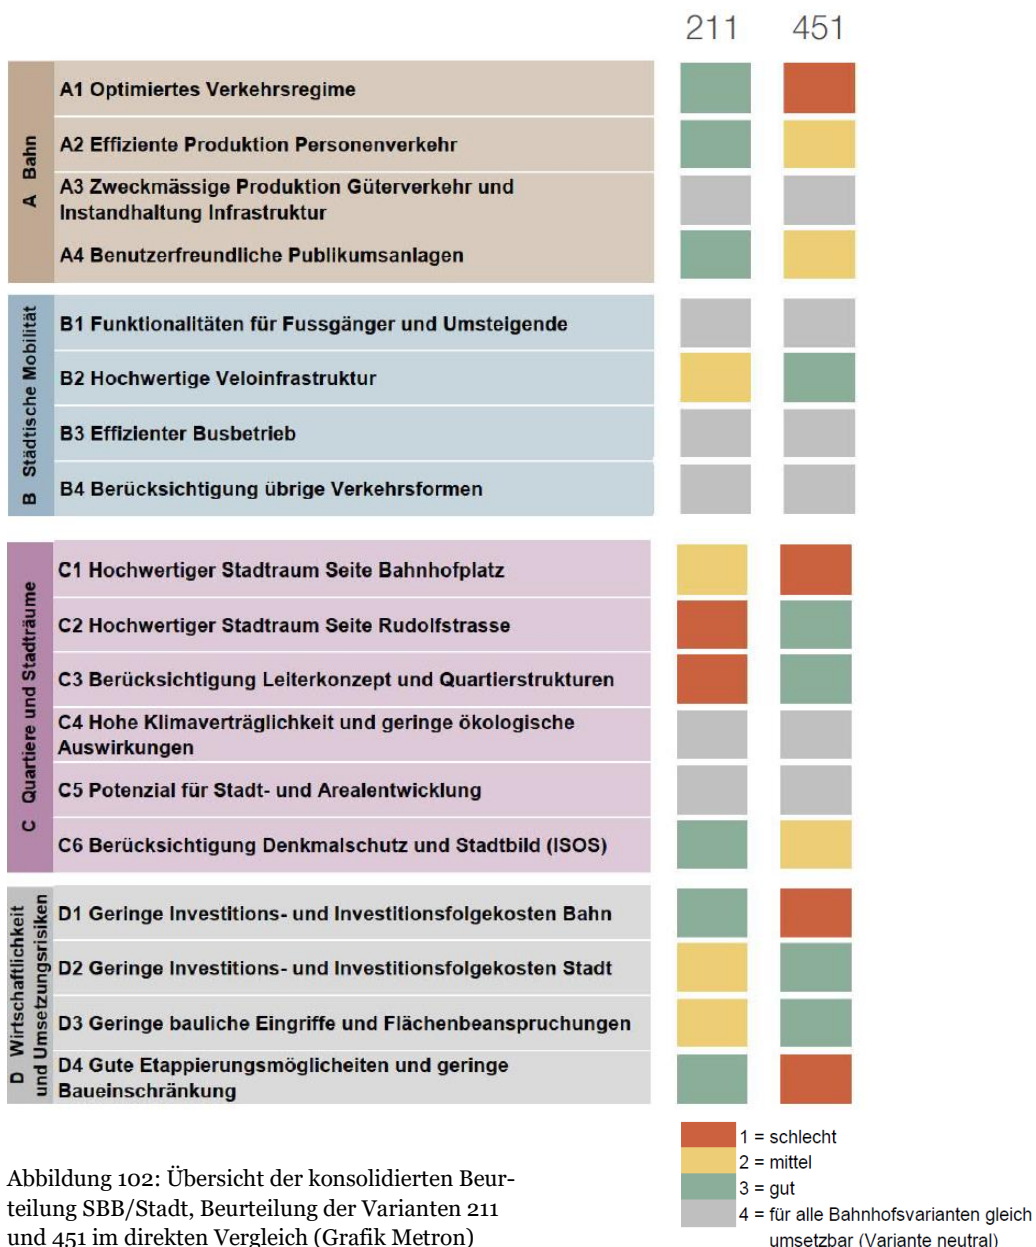 211 451
A Bahn
A1 Optimiertes Verkehrsregime
A2 Effiziente Produktion Personenverkehr
A3 Zweckmässige Produktion Güterverkehr und
Instandhaltung Infrastruktur
A4 Benutzerfreundliche Publikumsanlagen
B Städtische Mobilität
B1 Funktionalitäten für Fussgänger und Umsteigende
B2 Hochwertige Veloinfrastruktur
B3 Effizienter Busbetrieb
B4 Berücksichtigung übrige Verkehrsformen
C Quartiere und Stadträume
C1 Hochwertiger Stadtraum Seite Bahnhofplatz
C2 Hochwertiger Stadtraum Seite Rudolfstrasse
C3 Berücksichtigung Leiterkonzept und Quartierstrukturen
C4 Hohe Klimaverträglichkeit und geringe ökologische
Auswirkungen
C5 Potenzial für Stadt- und Arealentwicklung
C6 Berücksichtigung Denkmalschutz und Stadtbild (ISOS)
D Wirtschaftlichkeit
und Umsetzungsrisiken
D1 Geringe Investitions- und Investitionsfolgekosten Bahn
D2 Geringe Investitions- und Investitionsfolgekosten Stadt
D3 Geringe bauliche Eingriffe und Flächenbeanspruchungen
D4 Gute Etappierungsmöglicheiten und geringe
Baueinschränkung
1 = schlecht
2 = mittel
3 = gut
4 = für alle Bahnhofsvarianten gleich
umsetzbar (Variante neutral)
Abbildung 102: Übersicht der konsolidierten Beur-
teilung SBB/Stadt, Beurteilung der Varianten 211
und 451 im direkten Vergleich (Grafik Metron)